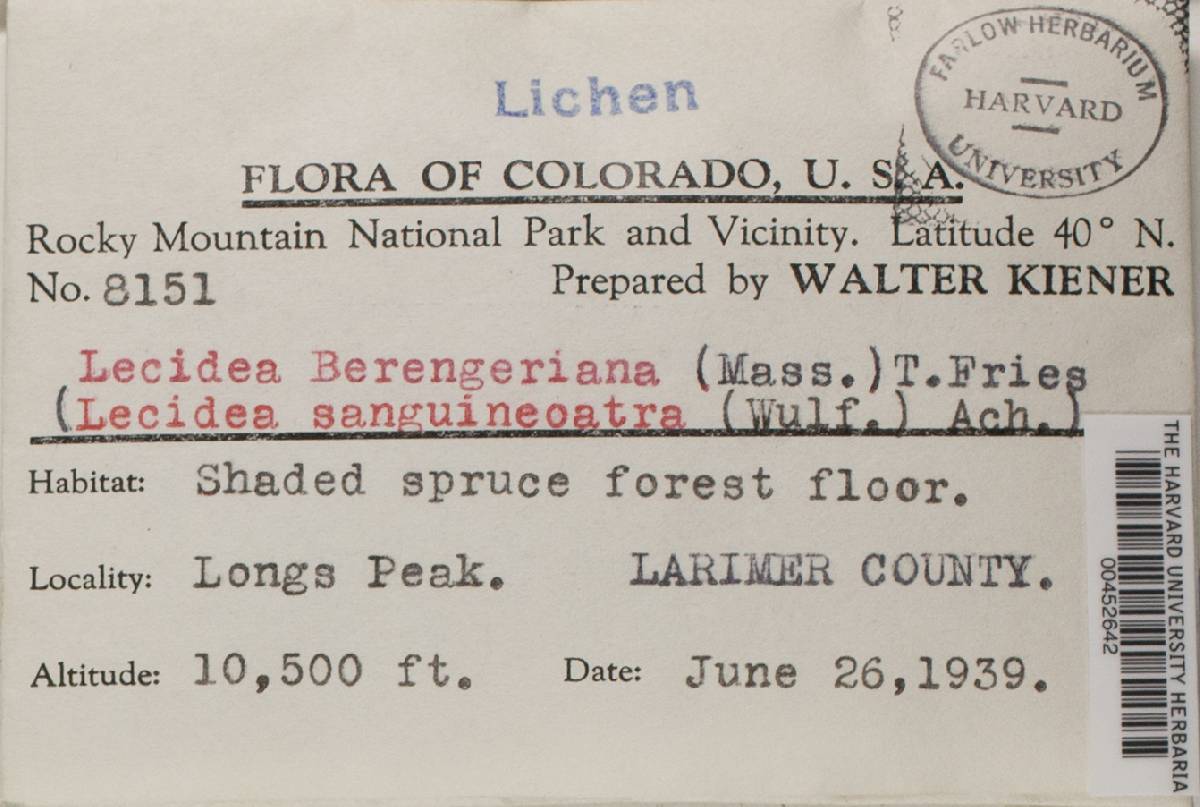 Lichen
FARLOW HERBARIUM
HARVARD
UNIVERSITY
FLORA OF COLORADO, U. S. A.
Rocky Mountain National Park and Vicinity. Latitude 40° N.
No. 8151 Prepared by WALTER KIENER
Lecidea Berengeriana (Mass.)T.Fries
(Lecidea sanguineoatra (Wulf.) Ach.)
Habitat: Shaded spruce forest floor.
Locality: Longs Peak. LARIMER COUNTY.
Altitude: 10,500 ft. Date: June 26,1939.
THE HARVARD UNIVERSITY HERBARIA
00452642